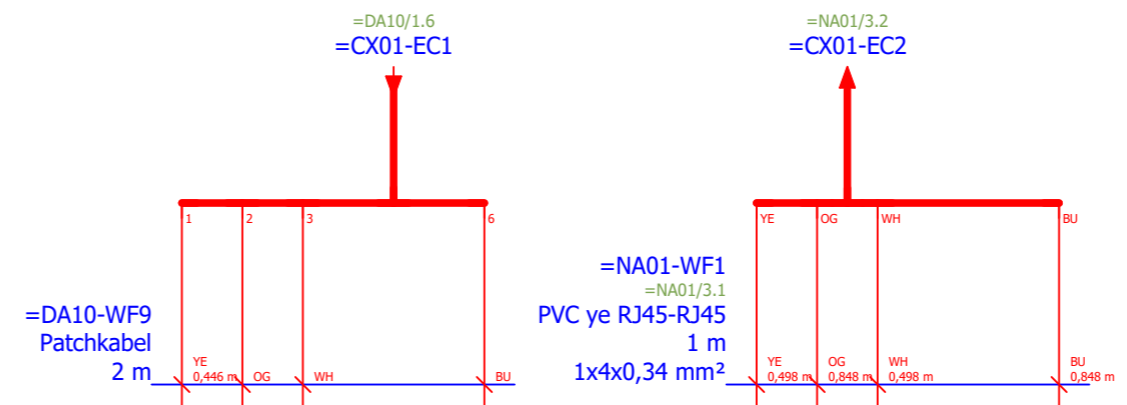 =DA10/1.6
=CX01-EC1
1
2
3
6
=DA10-WF9
Patchkabel
2 m
YE
0,446 m
OG
WH
BU
=NA01/3.2
=CX01-EC2
YE
OG
WH
BU
=NA01-WF1
=NA01/3.1
PVC ye RJ45-RJ45
1 m
1x4x0,34 mm²
YE
0,498 m
OG
0,848 m
WH
0,498 m
BU
0,848 m